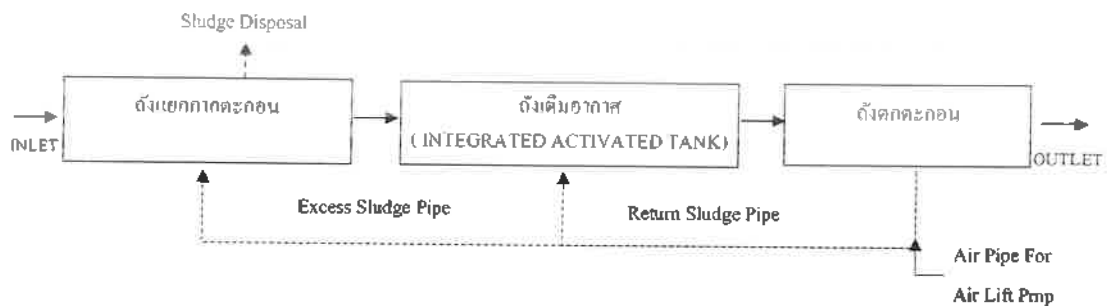 Sludge Disposal
ถังแยกกากตะกอน
ถังเติมอากาศ
( INTEGRATED ACTIVATED TANK)
ถังตกตะกอน
INLET
OUTLET
Excess Sludge Pipe
Return Sludge Pipe
Air Pipe For
Air Lift Pmp